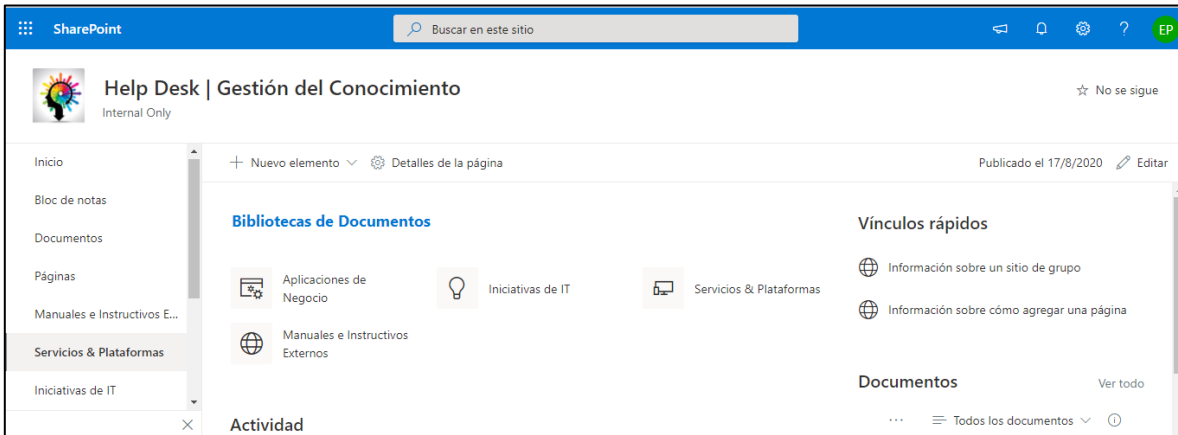 SharePoint
Buscar en este sitio
EP
Help Desk | Gestión del Conocimiento
Internal Only
No se sigue
Inicio
Bloc de notas
Documentos
Páginas
Manuales e Instructivos E...
Servicios & Plataformas
Iniciativas de IT
Nuevo elemento
Detalles de la página
Publicado el 17/8/2020
Editar
Bibliotecas de Documentos
Aplicaciones de
Negocio
Iniciativas de IT
Servicios & Plataformas
Manuales e Instructivos
Externos
Actividad
Vínculos rápidos
Información sobre un sitio de grupo
Información sobre cómo agregar una página
Documentos
Ver todo
Todos los documentos